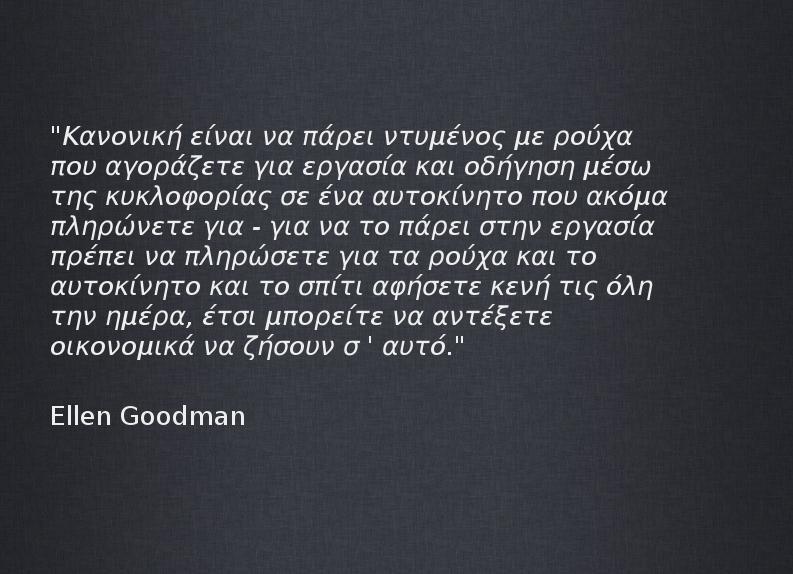 "Κανονική είναι να πάρει ντυμένος με ρούχα
που αγοράζετε για εργασία και οδήγηση μέσω
της κυκλοφορίας σε ένα αυτοκίνητο που ακόμα
πληρώνετε για - για να το πάρει στην εργασία
πρέπει να πληρώσετε για τα ρούχα και το
αυτοκίνητο και το σπίτι αφήσετε κενή τις όλη
την ημέρα, έτσι μπορείτε να αντέξετε
οικονομικά να ζήσουν σ ' αυτό."
Ellen Goodman